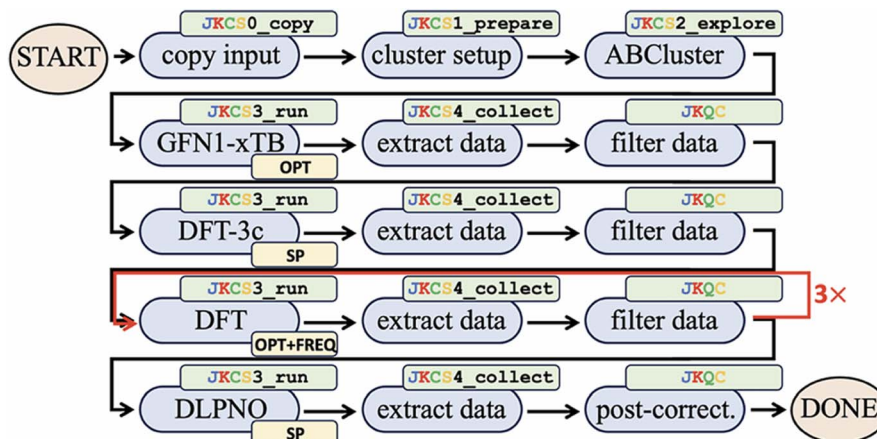 JKCS0_copy JKCS1_prepare JKCS2_explore
START copy input cluster setup ABCluster
JKCS3_run JKCS4_collect JKQC
GFN1-xTB extract data filter data
OPT
JKCS3_run JKCS4_collect JKQC
DFT-3c extract data filter data
SP
JKCS3_run JKCS4_collect JKQC
3×
DFT extract data filter data
OPT+FREQ
JKCS3_run JKCS4_collect JKQC
DLPNO extract data post-correct. DONE
SP